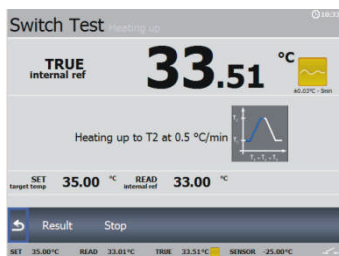 Switch Test Heating up
TRUE
internal ref
33.51 °C
±0.03°C - 5min
Heating up to T2 at 0.5 °C/min
SET
target temp
35.00 °C
READ
internal ref
33.00 °C
Result Stop
SET 35.00°C READ 33.01°C TRUE 33.51°C SENSOR -25.00°C